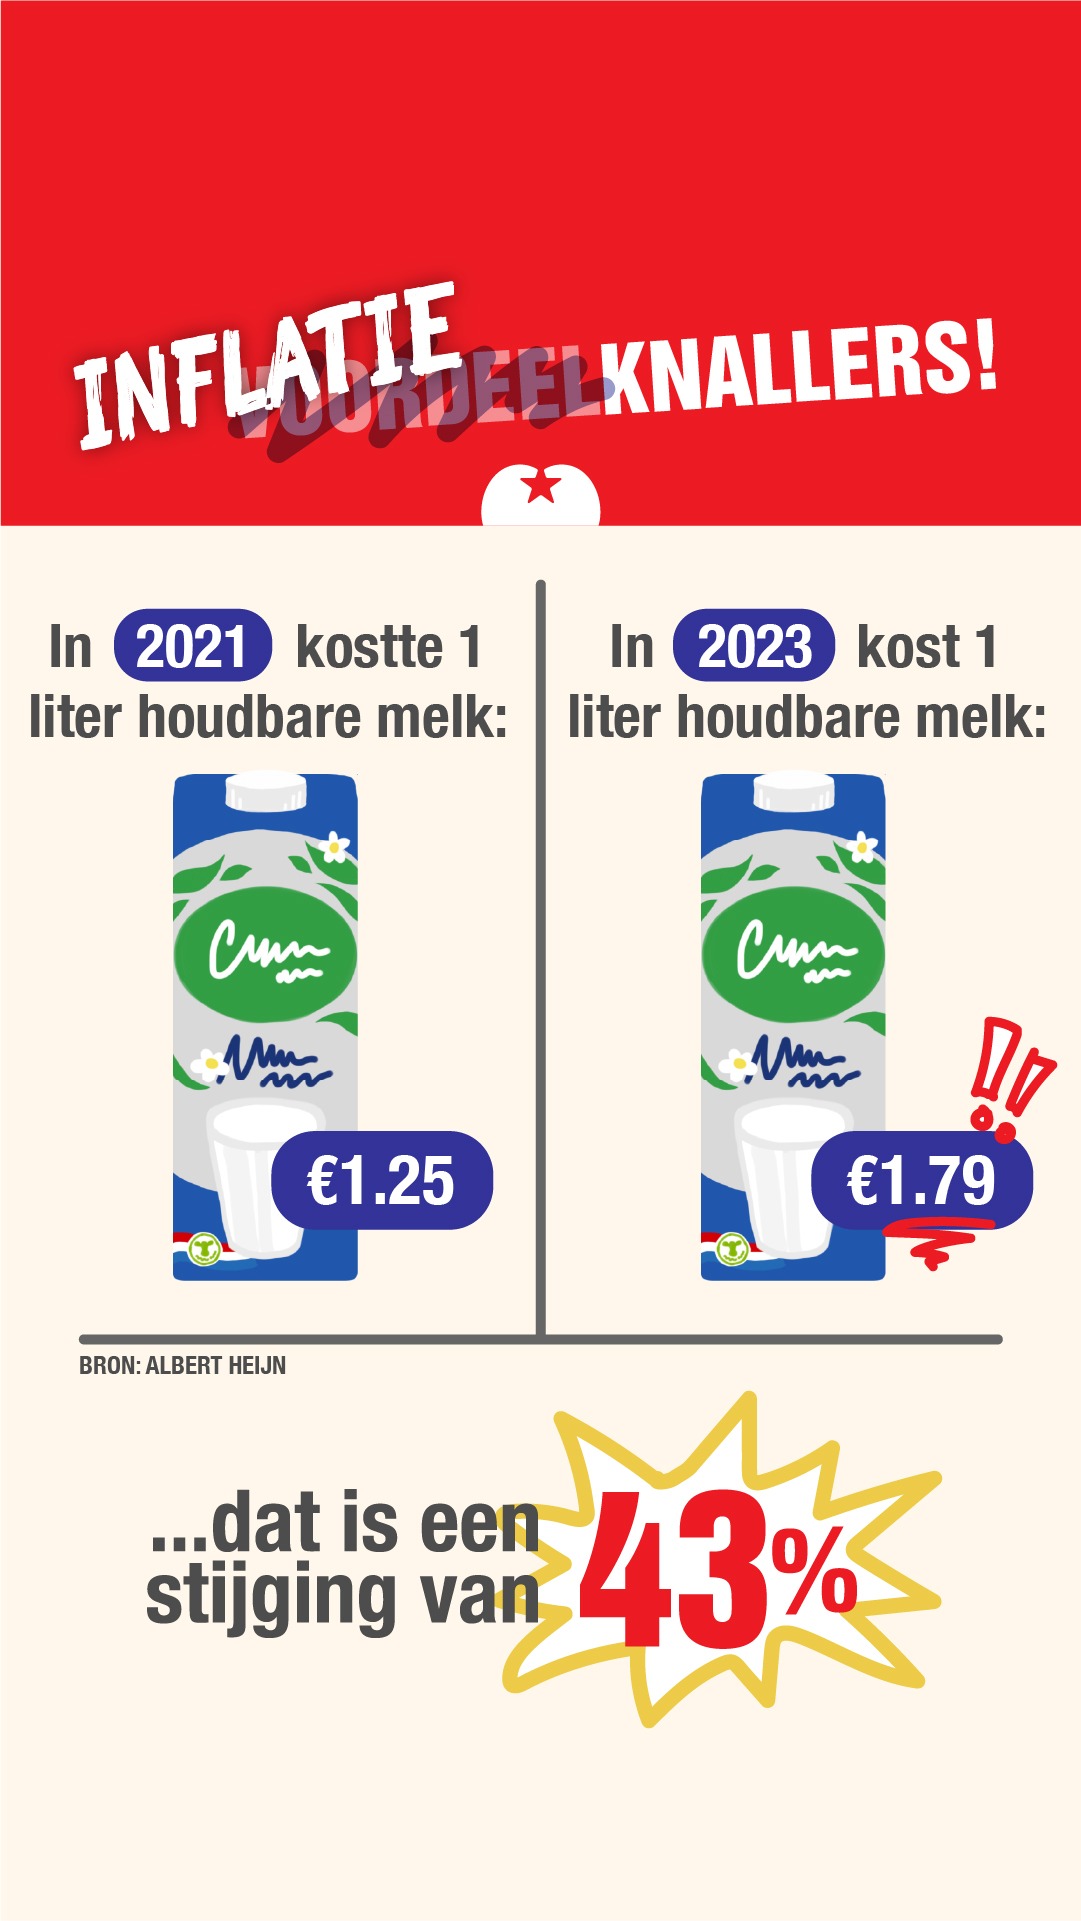 INFLATIE
VOORDEELKNALLERS!
In 2021 kostte 1
liter houdbare melk:
€1.25
In 2023 kost 1
liter houdbare melk:
!!
€1.79
BRON: ALBERT HEIJN
...dat is een
stijging van
43%